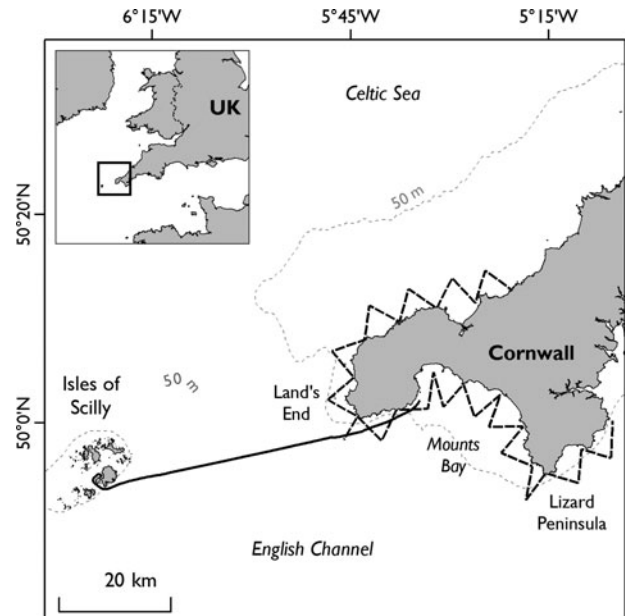 6°15'W
5°45'W
5°15'W
UK
Celtic Sea
50 m
50°20'N
Cornwall
50 m
Isles of
Scilly
Land's
End
50°0'N
Mounts
Bay
Lizard
Peninsula
English Channel
20 km